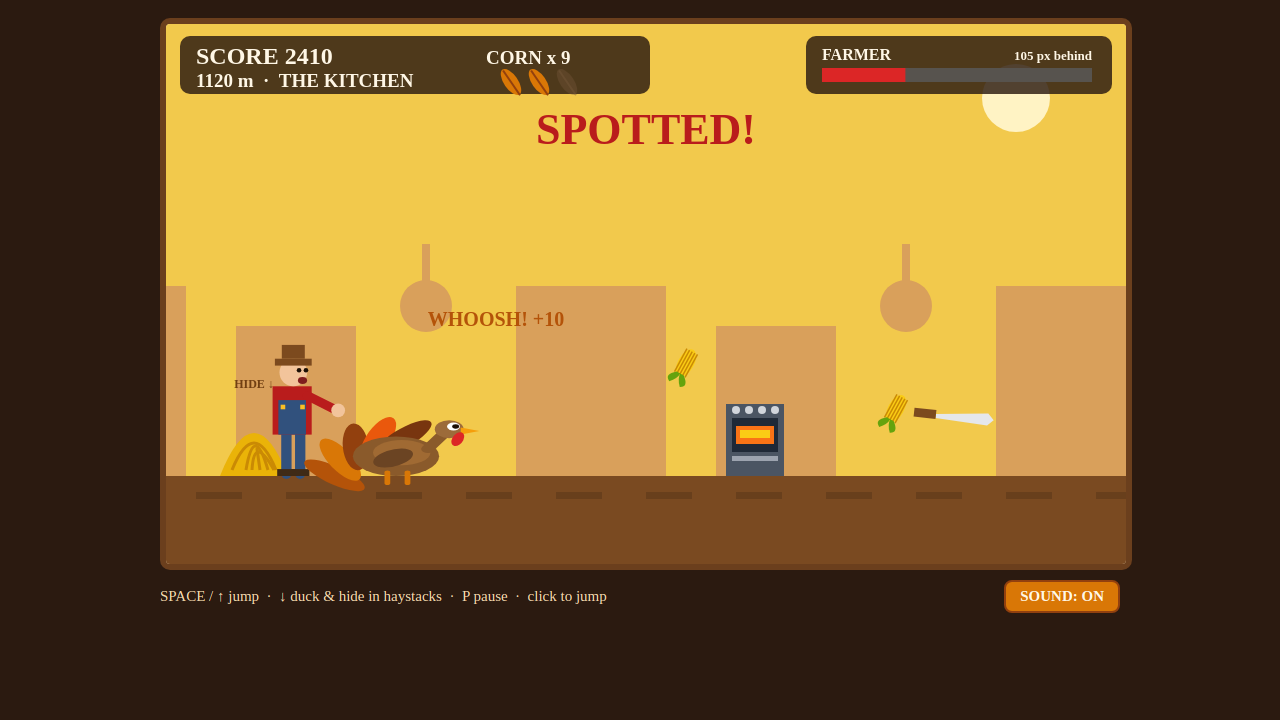 SCORE 2410
1120 m · THE KITCHEN
CORN x 9
FARMER
105 px behind
SPOTTED!
WHOOSH! +10
HIDE ↓
SPACE / ↑ jump · ↓ duck & hide in haystacks · P pause · click to jump
SOUND: ON